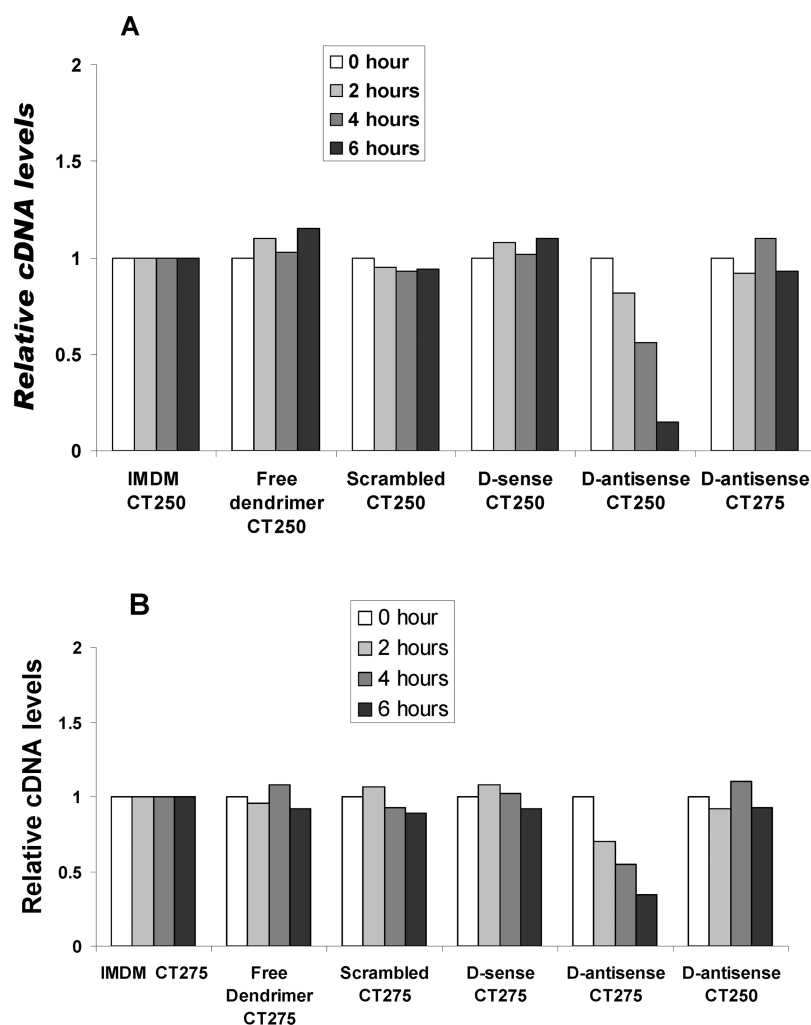 A
0 hour
2 hours
4 hours
6 hours
Relative cDNA levels
2
1.5
1
0.5
0
IMDM
CT250
Free
dendrimer
CT250
Scrambled
CT250
D-sense
CT250
D-antisense
CT250
D-antisense
CT275
B
0 hour
2 hours
4 hours
6 hours
Relative cDNA levels
2
1.5
1
0.5
0
IMDM CT275
Free
Dendrimer
CT275
Scrambled
CT275
D-sense
CT275
D-antisense
CT275
D-antisense
CT250